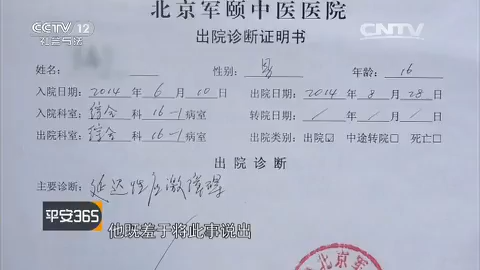 CCTV 12
社会与法
CNTV
北京军颐中医医院
出院诊断证明书
姓名： 性别：男 年龄：16
入院日期：2014 年 6 月 10 日 出院日期：2014 年 8 月 28 日
入院科室：综合 科 16-1 病室 转院日期： / 年 / 月 / 日
出院科室：综合 科 16-1 病室 出院类别：出院☑ 中途转院□ 死亡□
出院诊断
主要诊断：延迟性应激障碍
平安365
他既羞于将此事说出
北京军